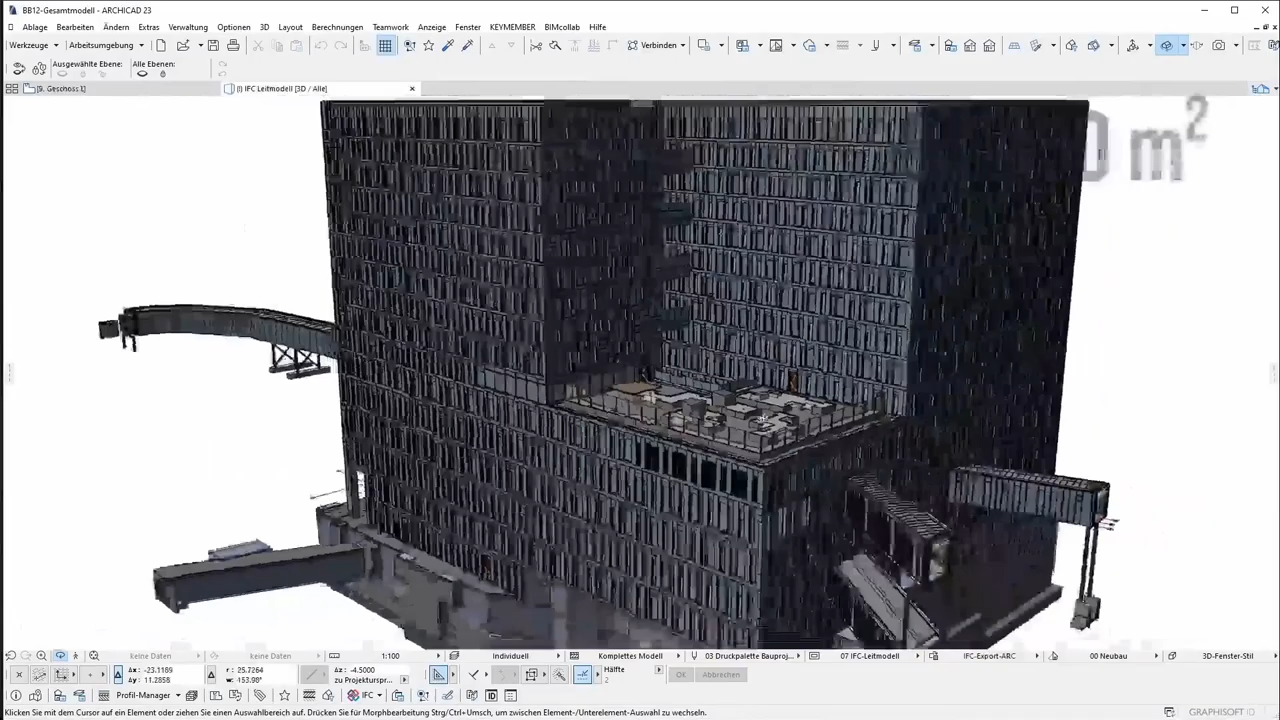 BB12-Gesamtmodell - ARCHICAD 23
Ablage Bearbeiten Ändern Extras Verwaltung Optionen 3D Layout Berechnungen Teamwork Anzeige Fenster KEYMEMBER BIMcollab Hilfe
Werkzeuge Arbeitsumgebung Verbinden
Ausgewählte Ebene: Alle Ebenen:
[9. Geschoss 1] (!) IFC Leitmodell [3D / Alle]
m²
keine Daten keine Daten 1:100 Individuell Komplettes Modell 03 Druckpalette Bauproj... 07 IFC-Leitmodell IFC-Export-ARC 00 Neubau 3D-Fenster-Stil
Δx: -23.1189 r: 25.7264 Δz: -4.5000 Hälfte
Δy: 11.2858 153.98° zu Projekturspr... 2 OK Abbrechen
Profil-Manager IFC ID
Klicken Sie mit dem Cursor auf ein Element oder ziehen Sie einen Auswahlbereich auf. Drücken Sie für Morphbearbeitung Strg/Ctrl+Umsch, um zwischen Element-/Unterelement-Auswahl zu wechseln. GRAPHISOFT ID